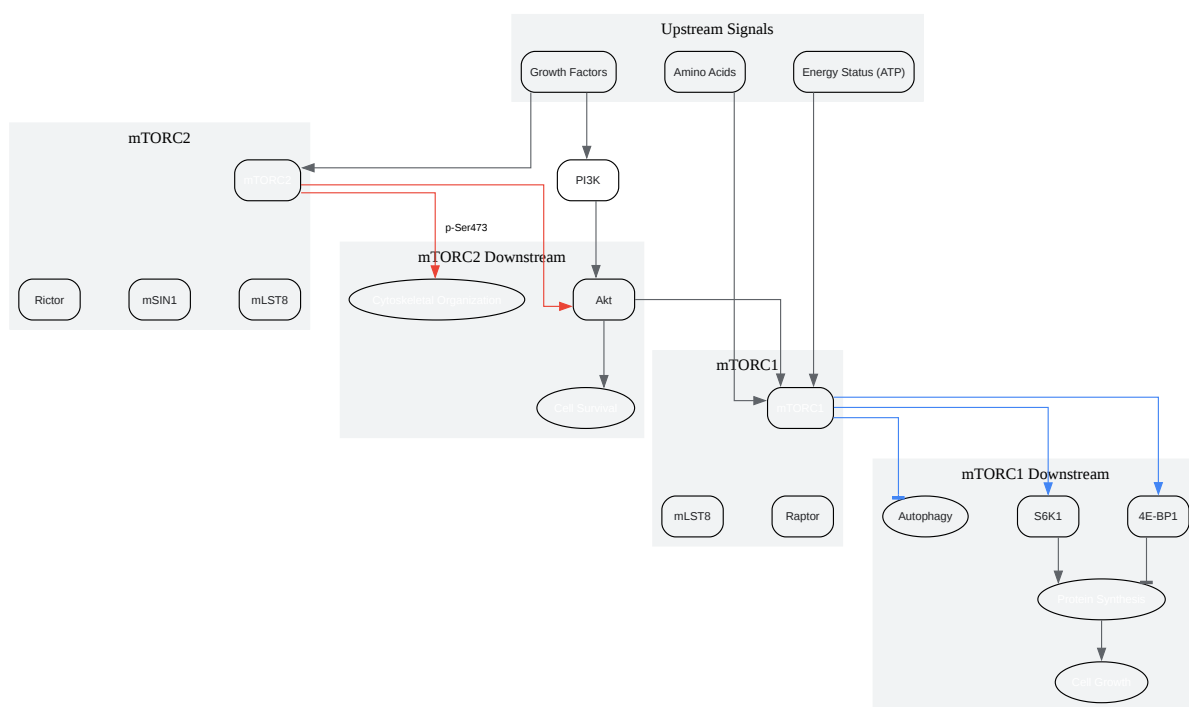 Upstream Signals
Growth Factors
Amino Acids
Energy Status (ATP)
mTORC2
mTORC2
PI3K
p-Ser473
mTORC2 Downstream
Rictor
mSIN1
mLST8
Cytoskeletal Organization
Akt
mTORC1
Cell Survival
mTORC1
mTORC1 Downstream
mLST8
Raptor
Autophagy
S6K1
4E-BP1
Protein Synthesis
Cell Growth